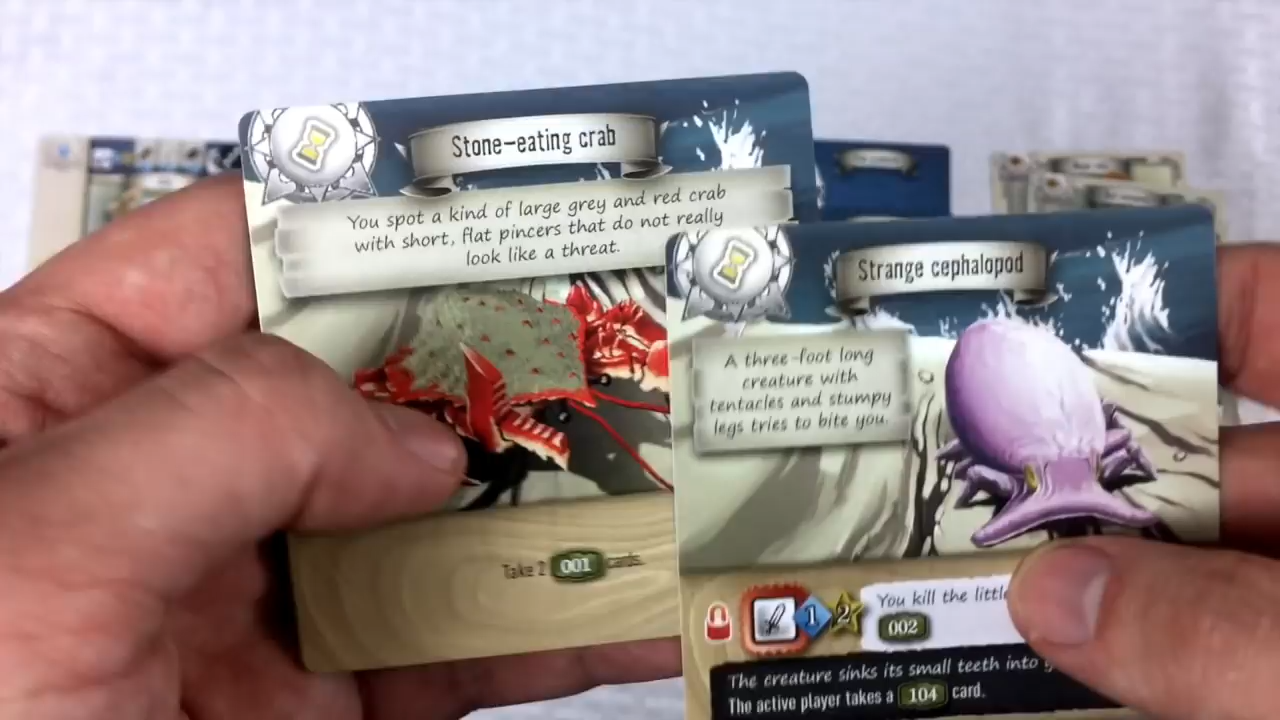 Stone-eating crab
You spot a kind of large grey and red crab
with short, flat pincers that do not really
look like a threat.
Take 2 001 cards.
Strange cephalopod
A three-foot long
creature with
tentacles and stumpy
legs tries to bite you.
1 2 You kill the little
002
The creature sinks its small teeth into
The active player takes a 104 card.